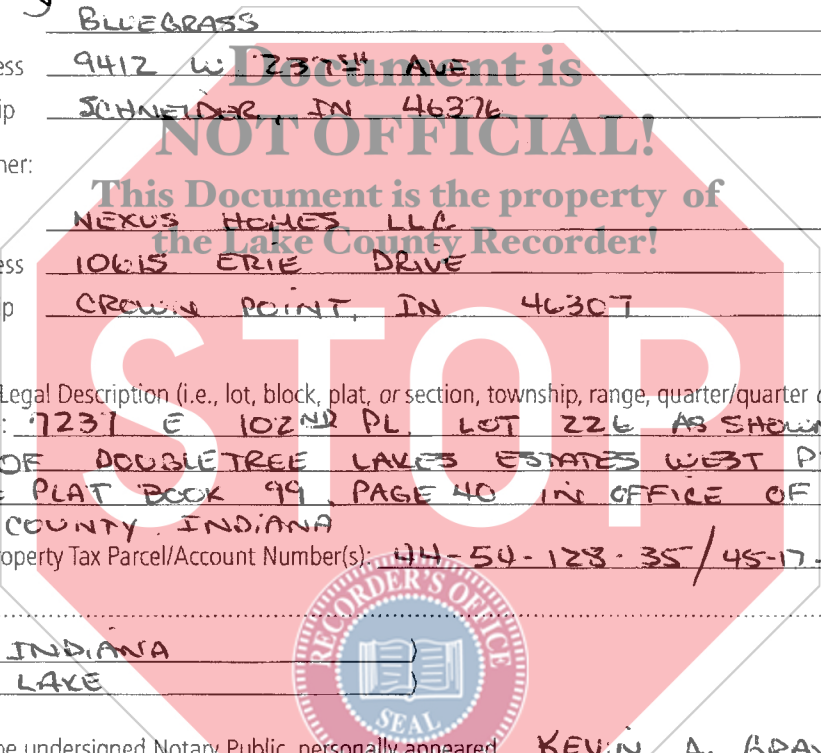 BLUEGRASS
ess 9412 W 237TH AVE
Document is
ip SCHNEIDER, IN 46376
NOT OFFICIAL!
ner:
This Document is the property of
NEXUS HOMES LLC
the Lake County Recorder!
ess 10615 ERIE DRIVE
ip CROWN POINT, IN 46307
STOP
Legal Description (i.e., lot, block, plat, or section, township, range, quarter/quarter
: 7237 E 102ND PL. LOT 226 AS SHOWN
OF DOUBLETREE LAKES ESTATES WEST P
PLAT BOOK 99, PAGE 40 IN OFFICE OF
COUNTY. INDIANA
operty Tax Parcel/Account Number(s): 44-54-128-35/45-17-
RECORDER'S OFFICE
INDIANA )
LAKE )
SEAL
he undersigned Notary Public, personally appeared KEVIN A. GRA